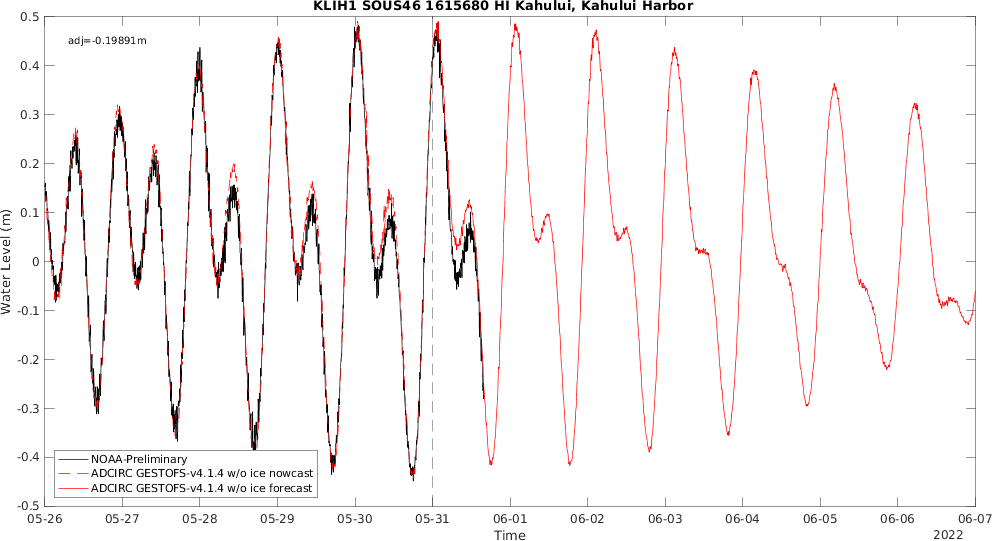 KLIH1 SOUS46 1615680 HI Kahului, Kahului Harbor
adj=-0.19891m
0.5
0.4
0.3
0.2
0.1
0
-0.1
-0.2
-0.3
-0.4
-0.5
Water Level (m)
NOAA-Preliminary
ADCIRC GESTOFS-v4.1.4 w/o ice nowcast
ADCIRC GESTOFS-v4.1.4 w/o ice forecast
05-26 05-27 05-28 05-29 05-30 05-31 06-01 06-02 06-03 06-04 06-05 06-06 06-07
Time
2022